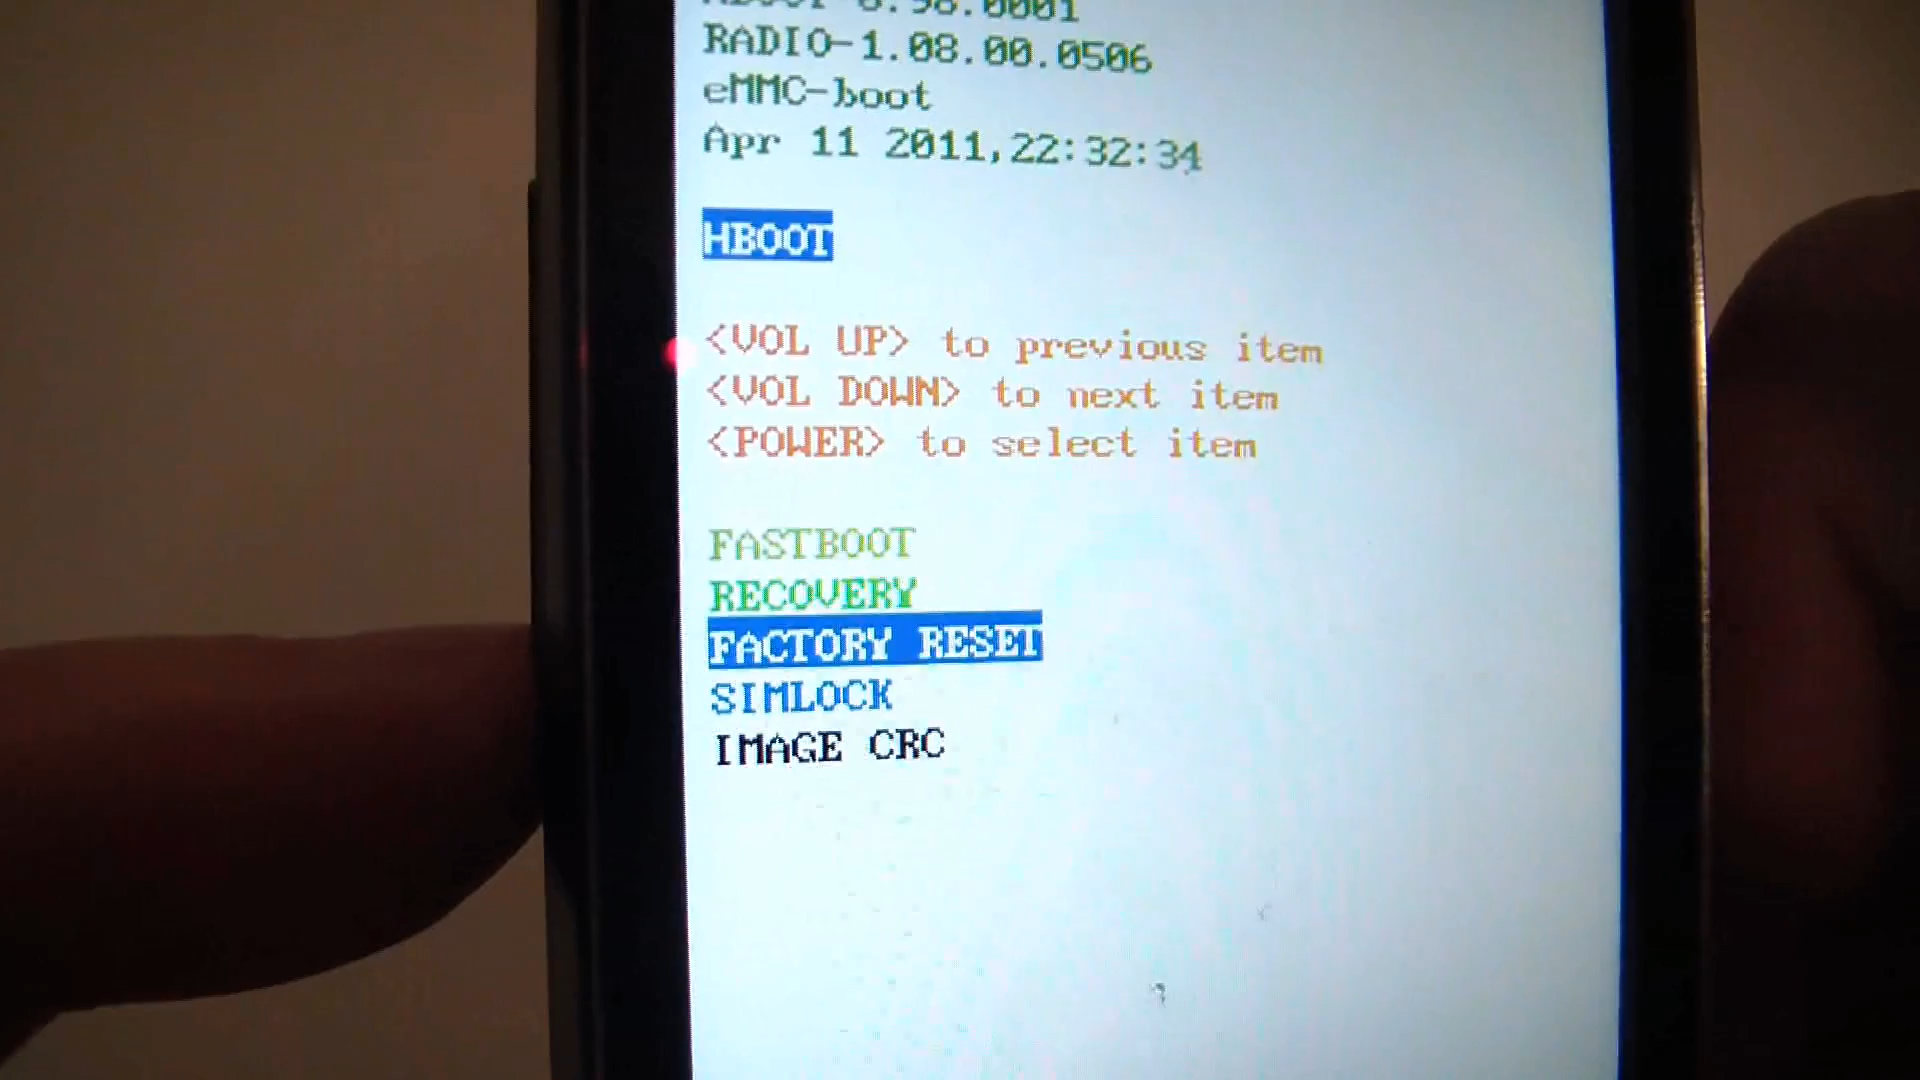 RADIO-1.08.00.0506
eMMC-boot
Apr 11 2011,22:32:34
HBOOT
<VOL UP> to previous item
<VOL DOWN> to next item
<POWER> to select item
FASTBOOT
RECOVERY
FACTORY RESET
SIMLOCK
IMAGE CRC